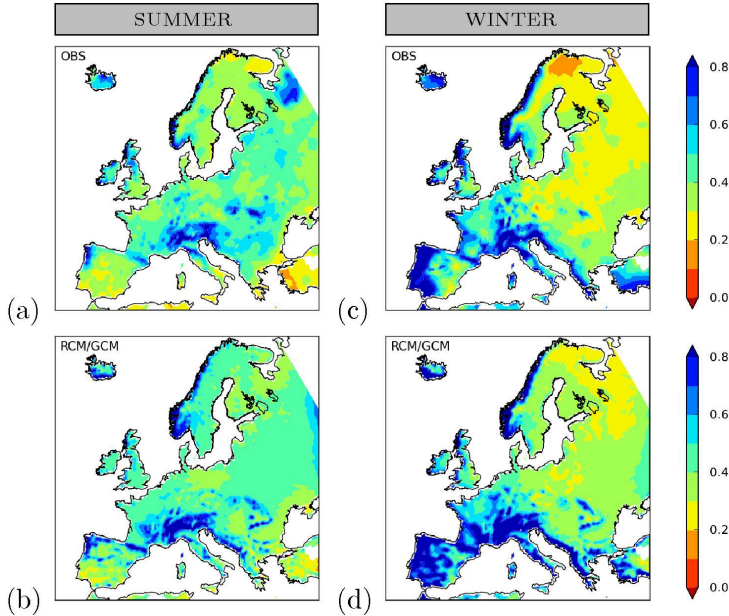 SUMMER
WINTER
OBS
OBS
0.8
0.6
0.4
0.2
0.0
(a)
(c)
RCM/GCM
RCM/GCM
0.8
0.6
0.4
0.2
0.0
(b)
(d)